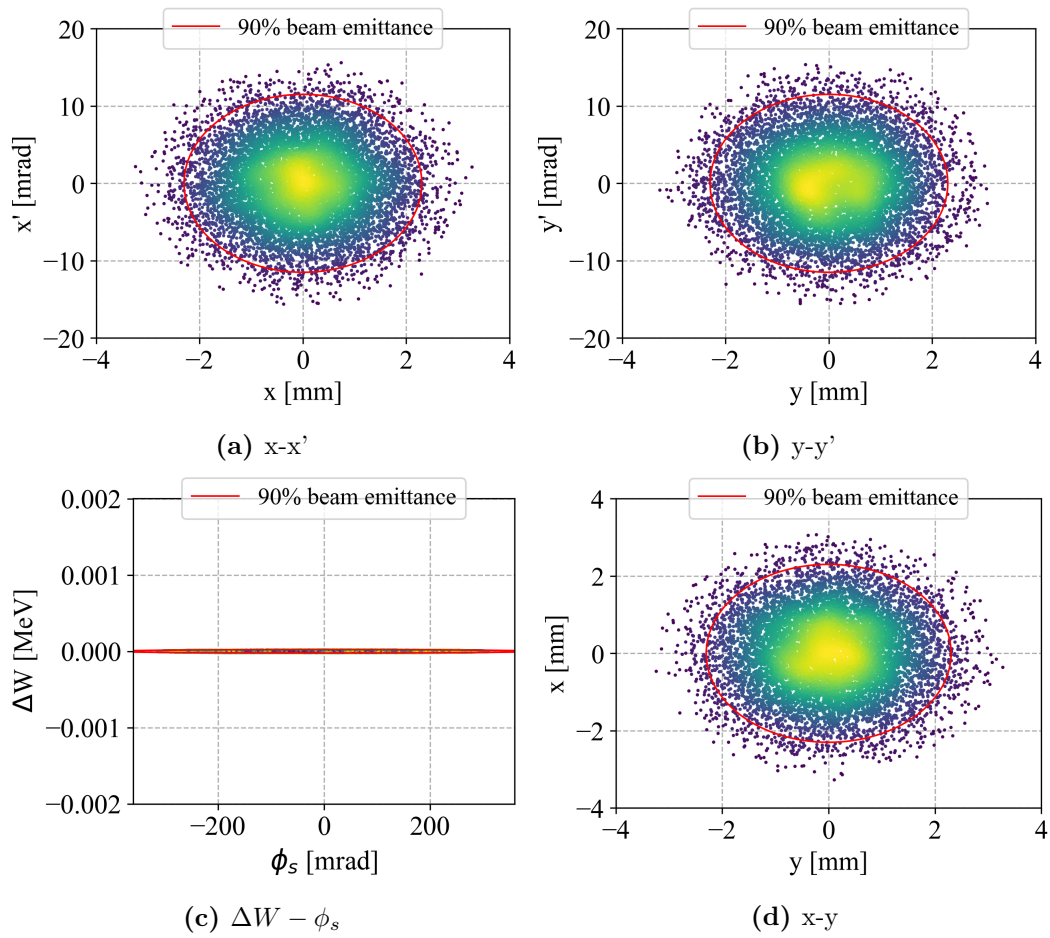 90% beam emittance
20
10
0
−10
−20
x' [mrad]
−4
−2
0
2
4
x [mm]
(a) x-x’
90% beam emittance
20
10
0
−10
−20
y' [mrad]
−4
−2
0
2
4
y [mm]
(b) y-y’
90% beam emittance
0.002
0.001
0.000
−0.001
−0.002
ΔW [MeV]
−200
0
200
ϕs [mrad]
(c) ΔW − ϕs
90% beam emittance
4
2
0
−2
−4
x [mm]
−4
−2
0
2
4
y [mm]
(d) x-y